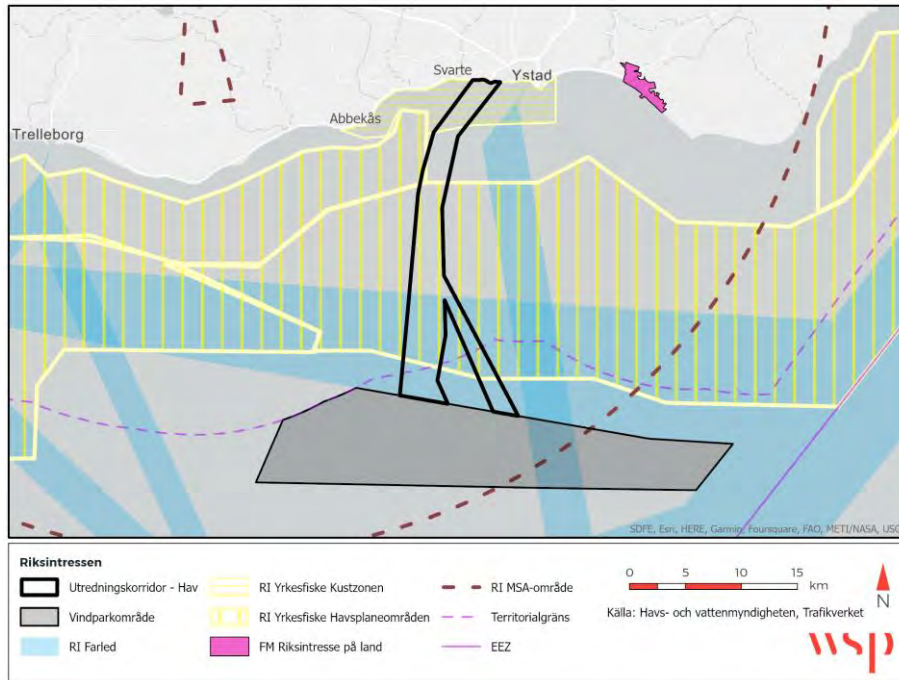 Svarte
Ystad
Abbekås
Trelleborg
SDFE, Esri, HERE, Garmin, Foursquare, FAO, METI/NASA, USG
Riksintressen
Utredningskorridor - Hav
RI Yrkesfiske Kustzonen
RI MSA-område
Vindparkområde
RI Yrkesfiske Havsplaneområden
Territorialgräns
RI Farled
FM Riksintresse på land
EEZ
0 5 10 15
km
N
Källa: Havs- och vattenmyndigheten, Trafikverket
wsp